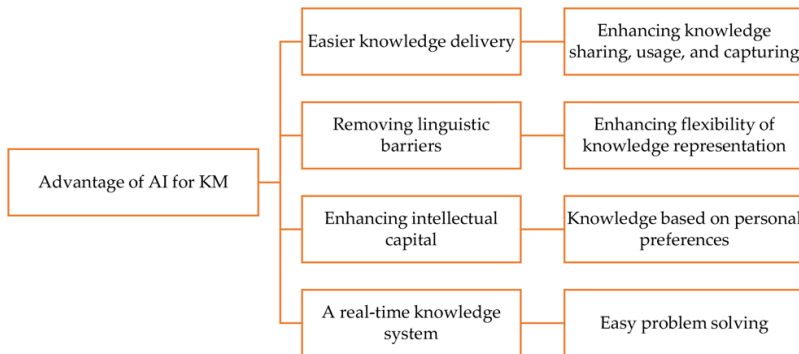 Easier knowledge delivery
Enhancing knowledge
sharing, usage, and capturing
Removing linguistic
barriers
Enhancing flexibility of
knowledge representation
Advantage of AI for KM
Enhancing intellectual
capital
Knowledge based on personal
preferences
A real-time knowledge
system
Easy problem solving